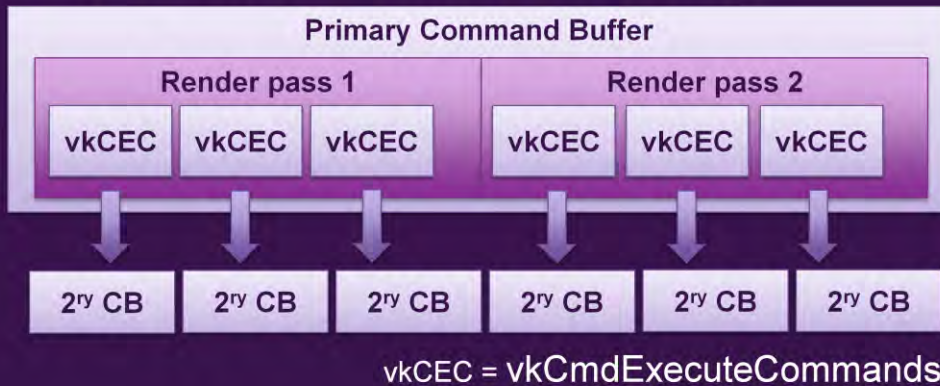 Primary Command Buffer
Render pass 1 Render pass 2
vkCEC vkCEC vkCEC vkCEC vkCEC vkCEC
2ʳʸ CB 2ʳʸ CB 2ʳʸ CB 2ʳʸ CB 2ʳʸ CB 2ʳʸ CB
vkCEC = vkCmdExecuteCommands